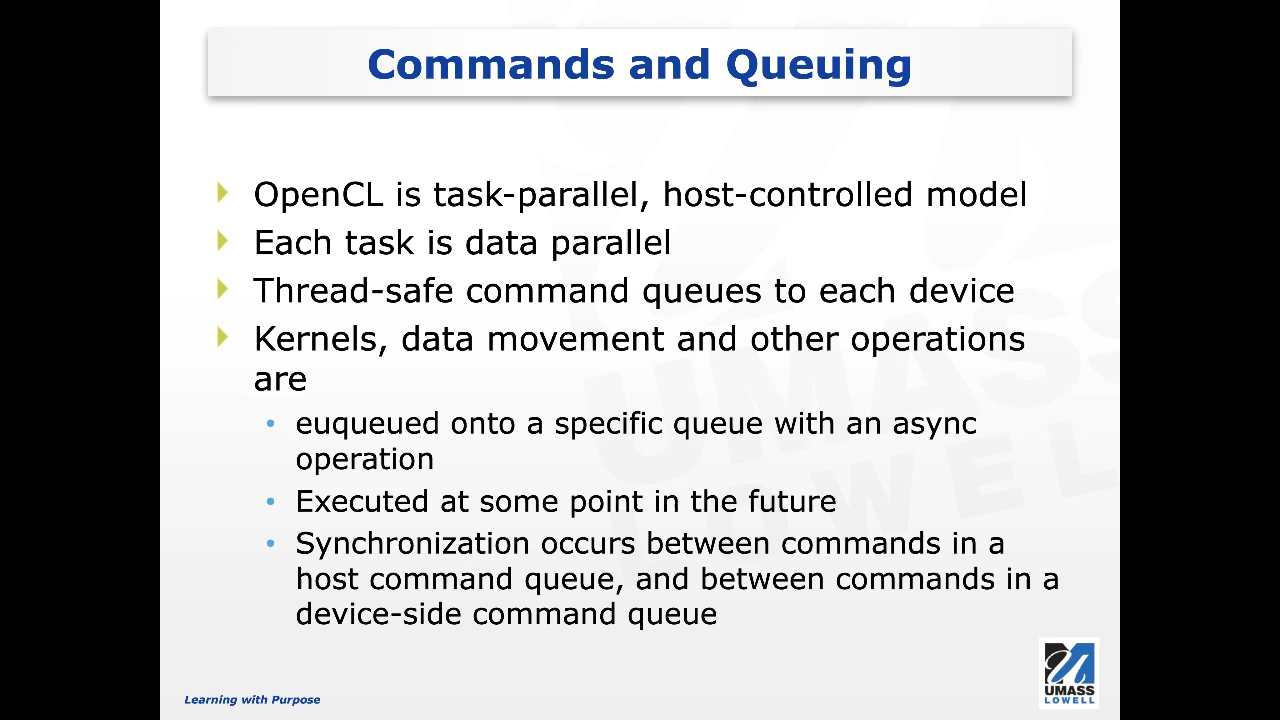 Commands and Queuing
OpenCL is task-parallel, host-controlled model
Each task is data parallel
Thread-safe command queues to each device
Kernels, data movement and other operations
are
euqueued onto a specific queue with an async
operation
Executed at some point in the future
Synchronization occurs between commands in a
host command queue, and between commands in a
device-side command queue
UMASS
LOWELL
Learning with Purpose
UMASS
LOWELL